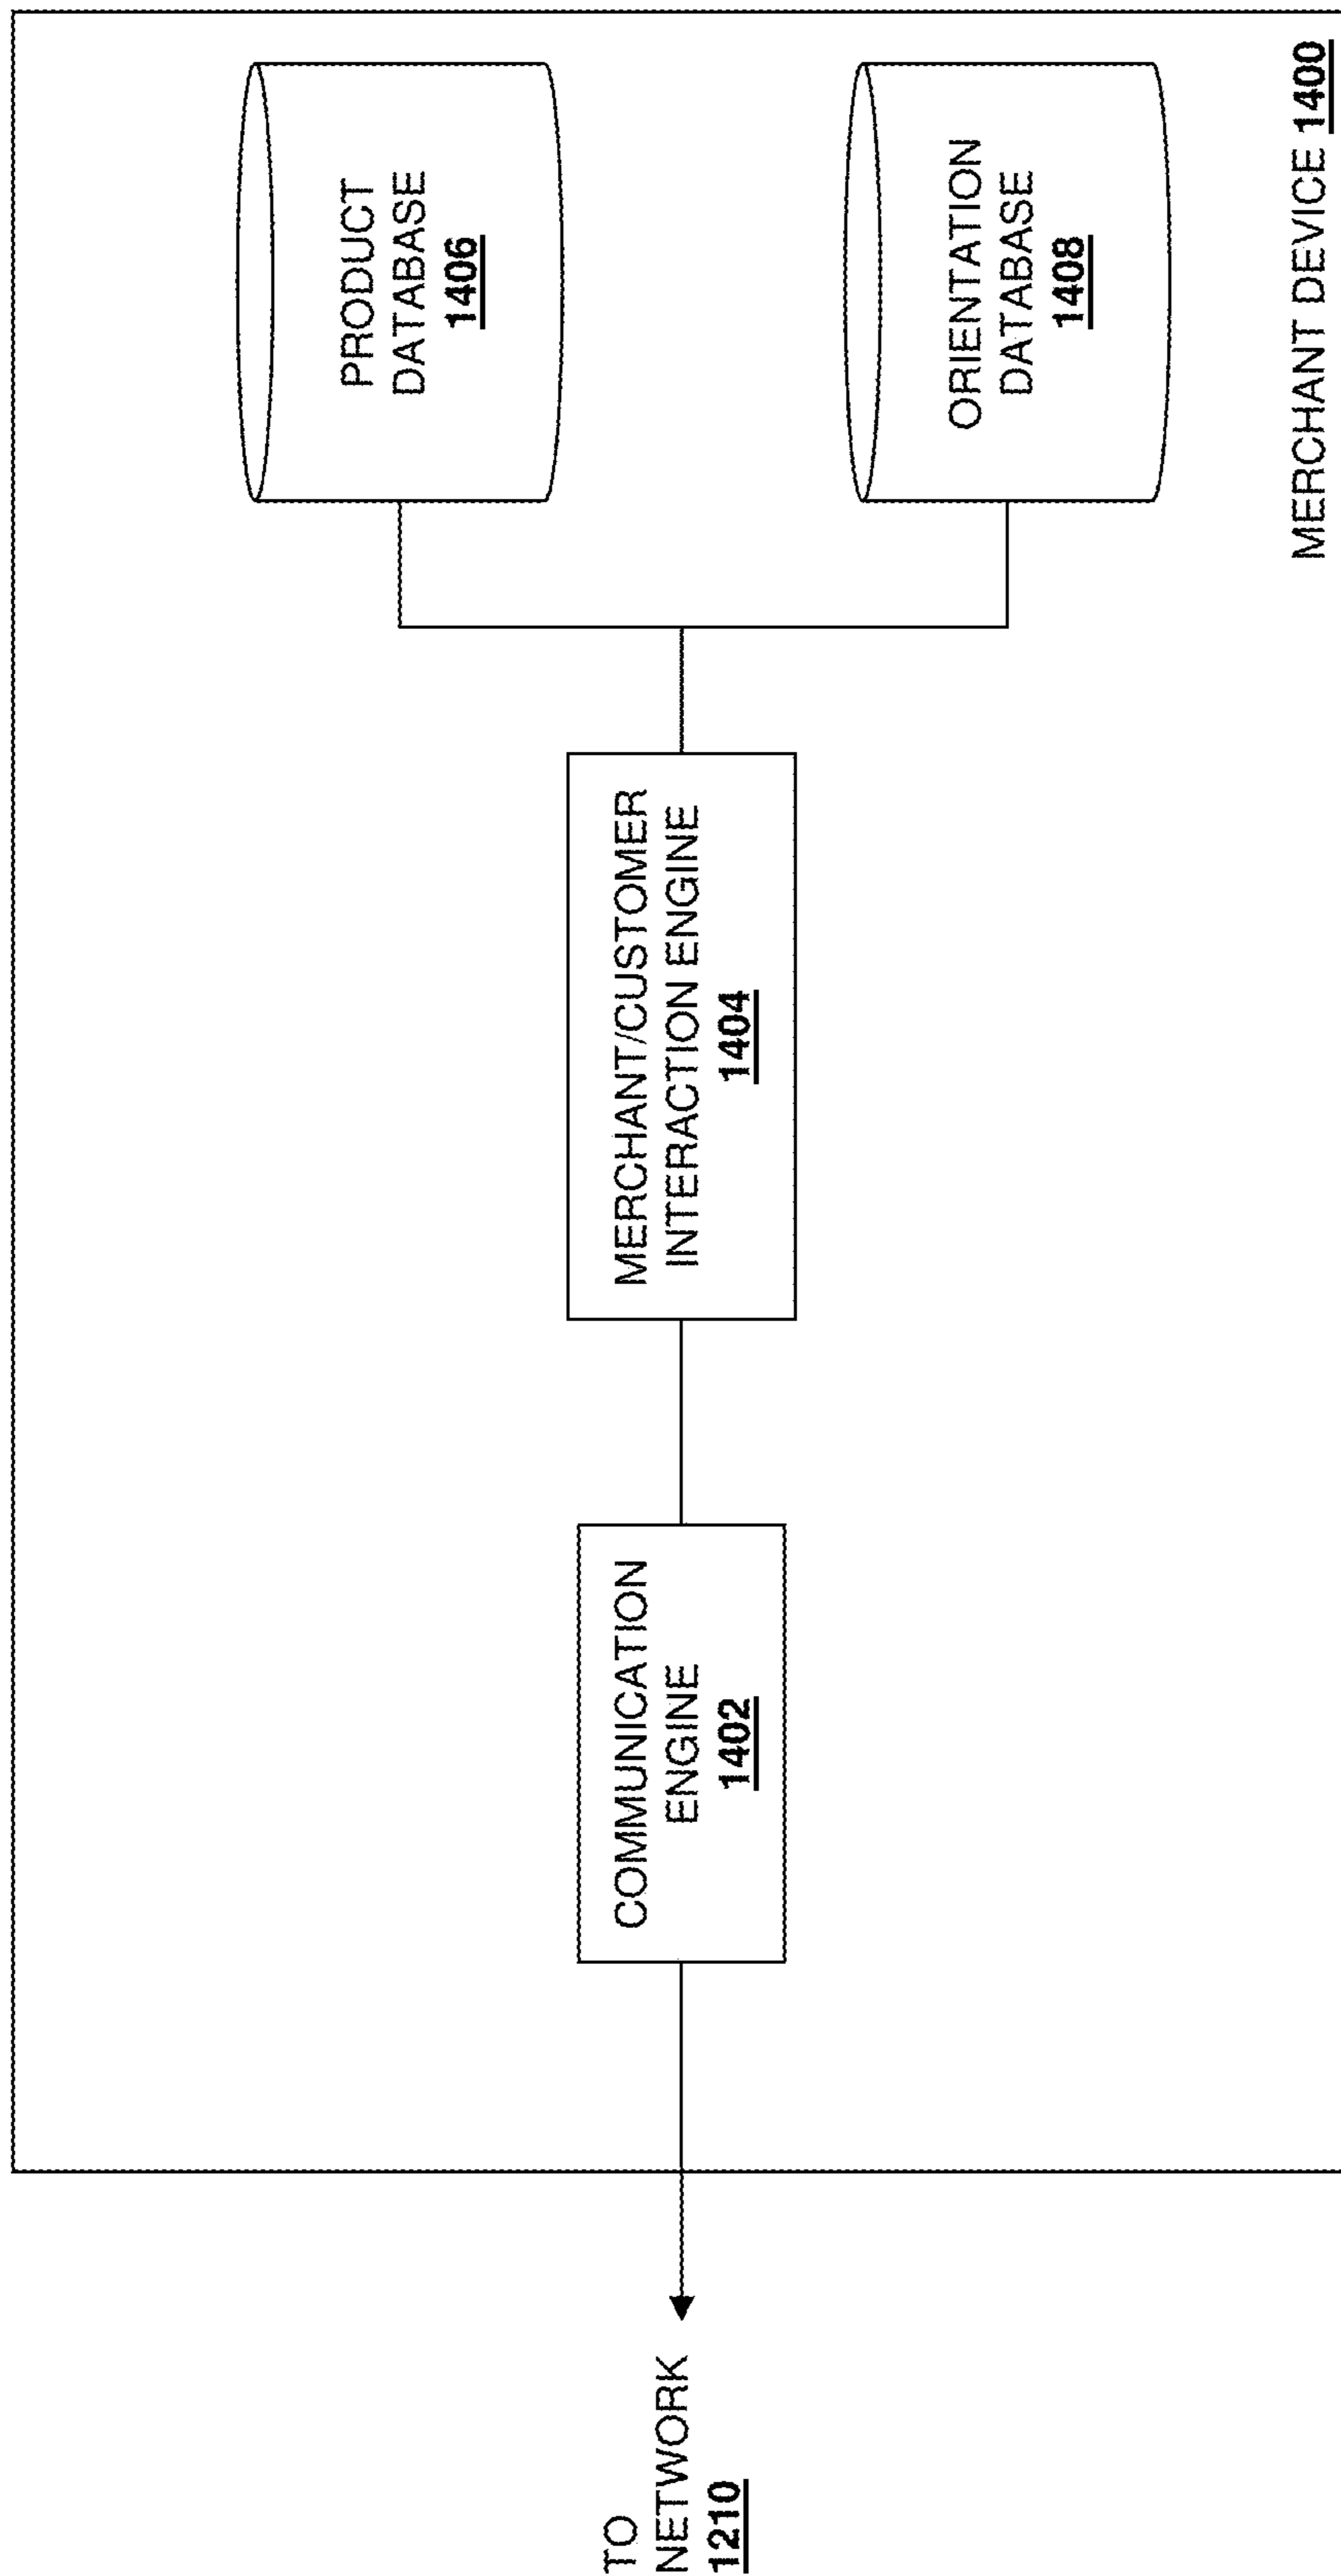 TO
NETWORK
1210
COMMUNICATION
ENGINE
1402
MERCHANT/CUSTOMER
INTERACTION ENGINE
1404
PRODUCT
DATABASE
1406
ORIENTATION
DATABASE
1408
MERCHANT DEVICE 1400